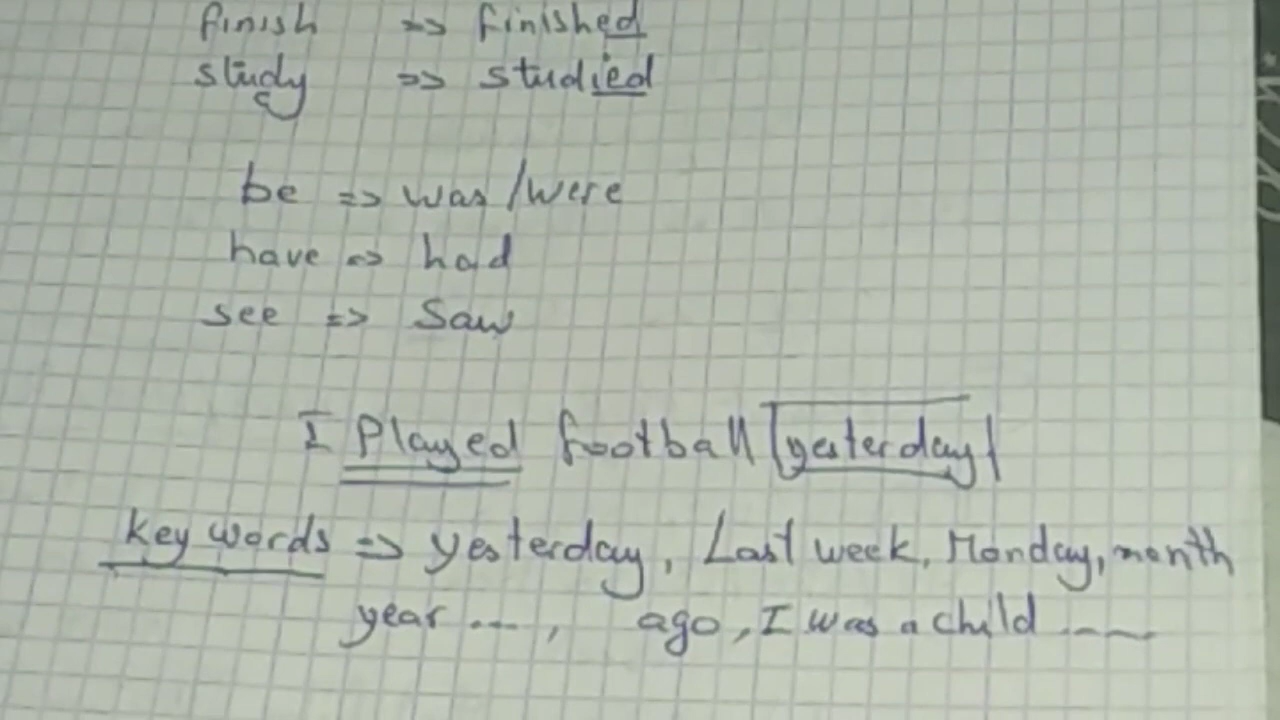 finish => finished
study => studied
be => was/were
have => had
see => Saw
I Played football yesterday
key words => yesterday, Last week, Monday, month
year ...., ago, I was a child ......